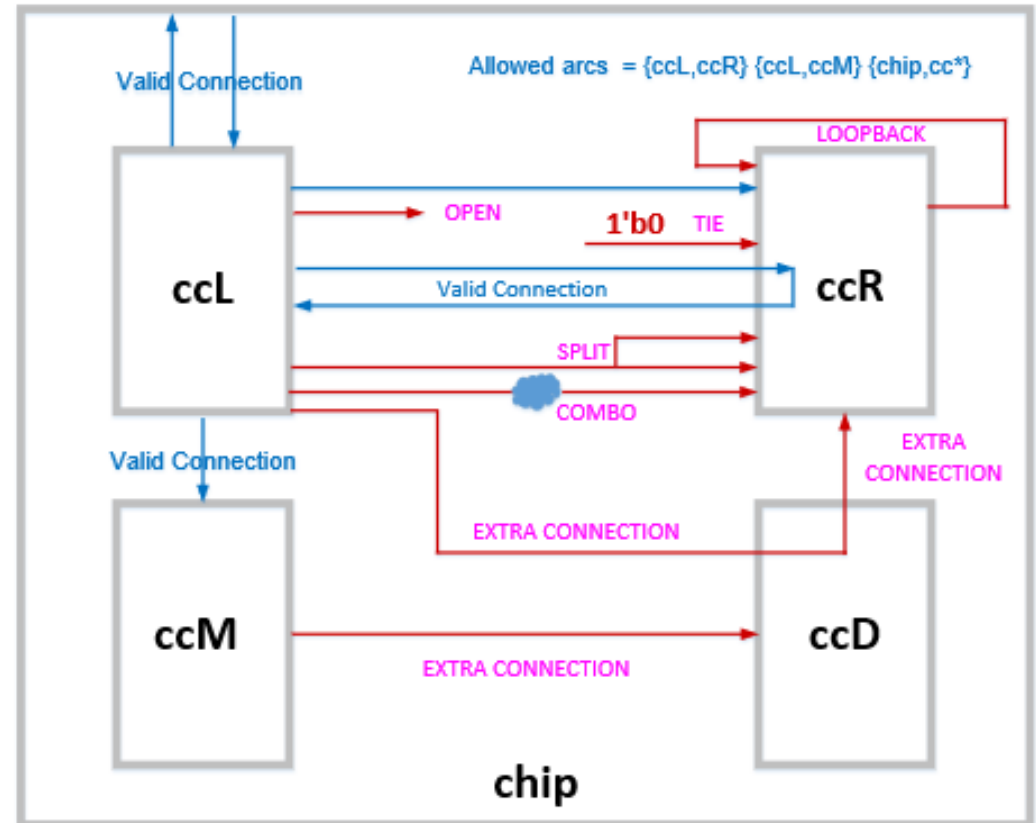 Valid Connection
Allowed arcs = {ccL,ccR} {ccL,ccM} {chip,cc*}
LOOPBACK
OPEN
1'b0 TIE
ccL
Valid Connection
ccR
SPLIT
COMBO
EXTRA
CONNECTION
Valid Connection
EXTRA CONNECTION
ccM
ccD
EXTRA CONNECTION
chip